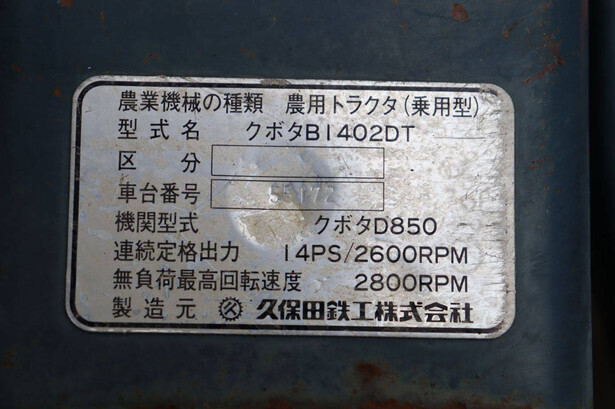 農業機械の種類 農用トラクタ(乗用型)
型式名 クボタB1402DT
区分
車台番号
機関型式 クボタD850
連続定格出力 14PS/2600RPM
無負荷最高回転速度 2800RPM
製造元 久保田鉄工株式会社